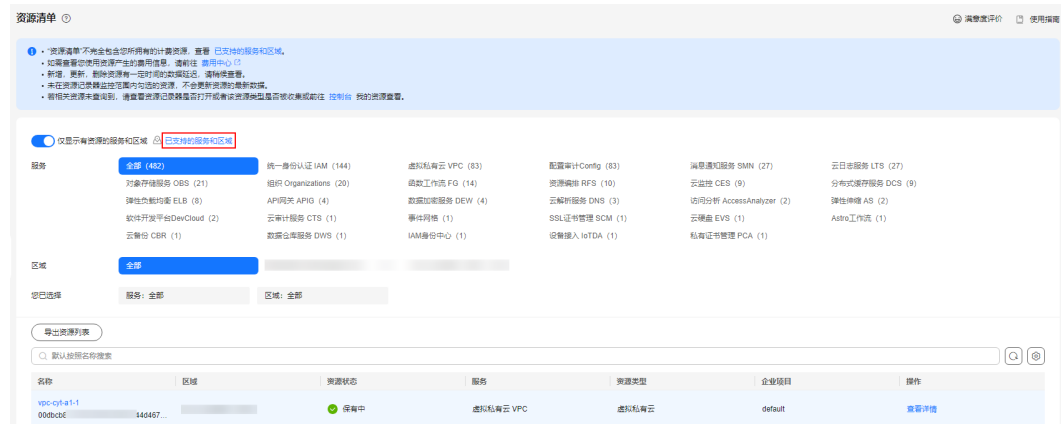 资源清单
满意度评价 使用指南
• “资源清单”不完全包含您所拥有的计费资源，查看 已支持的服务和区域。
• 如需查看您使用资源产生的费用信息，请前往 费用中心
• 新增，更新，删除资源有一定时间的数据延迟，请稍候查看。
• 未在资源记录器监控范围内勾选的资源，不会更新资源的最新数据。
• 若相关资源未查询到，请查看资源记录器是否打开或者该资源类型是否被收集或前往 控制台 我的资源查看。
仅显示有资源的服务和区域 已支持的服务和区域
服务 全部 (482) 统一身份认证 IAM (144) 虚拟私有云 VPC (83) 配置审计Config (83) 消息通知服务 SMN (27) 云日志服务 LTS (27)
对象存储服务 OBS (21) 组织 Organizations (20) 函数工作流 FG (14) 资源编排 RFS (10) 云监控 CES (9) 分布式缓存服务 DCS (9)
弹性负载均衡 ELB (8) API网关 APIG (4) 数据加密服务 DEW (4) 云解析服务 DNS (3) 访问分析 AccessAnalyzer (2) 弹性伸缩 AS (2)
软件开发平台DevCloud (2) 云审计服务 CTS (1) 事件网格 (1) SSL证书管理 SCM (1) 云硬盘 EVS (1) Astro工作流 (1)
云备份 CBR (1) 数据仓库服务 DWS (1) IAM身份中心 (1) 设备接入 IoTDA (1) 私有证书管理 PCA (1)
区域 全部
您已选择 服务：全部 区域：全部
导出资源列表
默认按照名称搜索
名称 区域 资源状态 服务 资源类型 企业项目 操作
vpc-cyt-a1-1
00dbcb 44d467... 保有中 虚拟私有云 VPC 虚拟私有云 default 查看详情